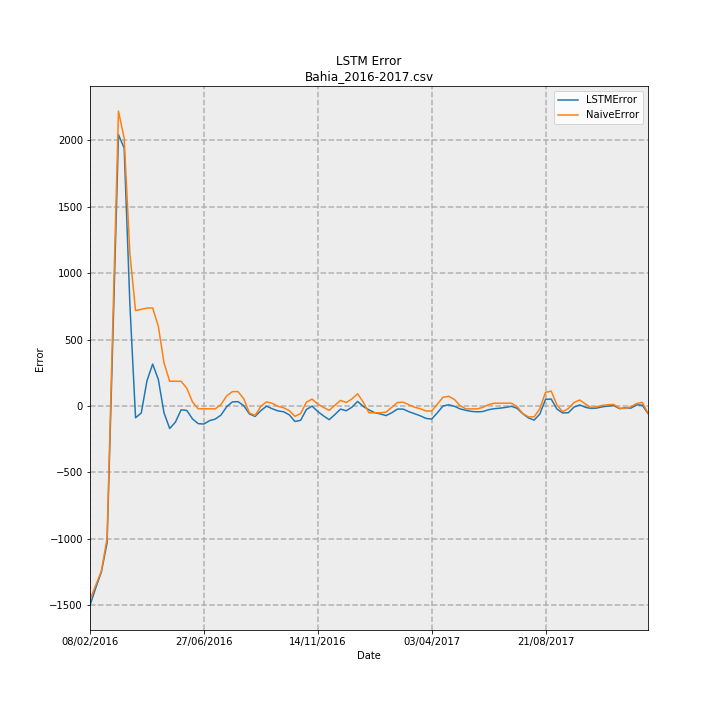 LSTM Error
Bahia_2016-2017.csv
LSTMError
NaiveError
2000
1500
1000
500
0
−500
−1000
−1500
Error
08/02/2016
27/06/2016
14/11/2016
03/04/2017
21/08/2017
Date